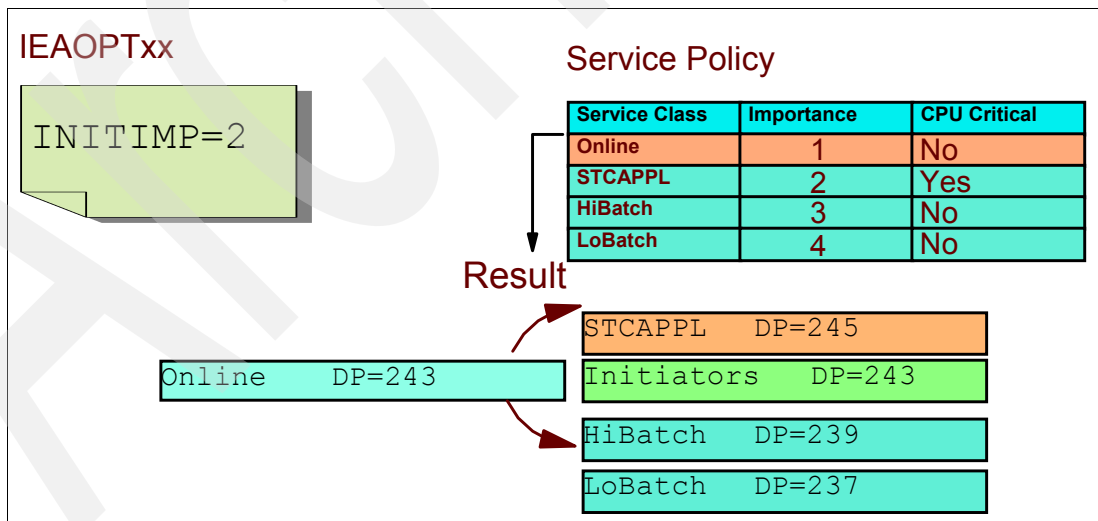 IEAOPTxx
INITIMP=2
Service Policy
Service Class Importance CPU Critical
Online 1 No
STCAPPL 2 Yes
HiBatch 3 No
LoBatch 4 No
Result
STCAPPL DP=245
Online DP=243
Initiators DP=243
HiBatch DP=239
LoBatch DP=237